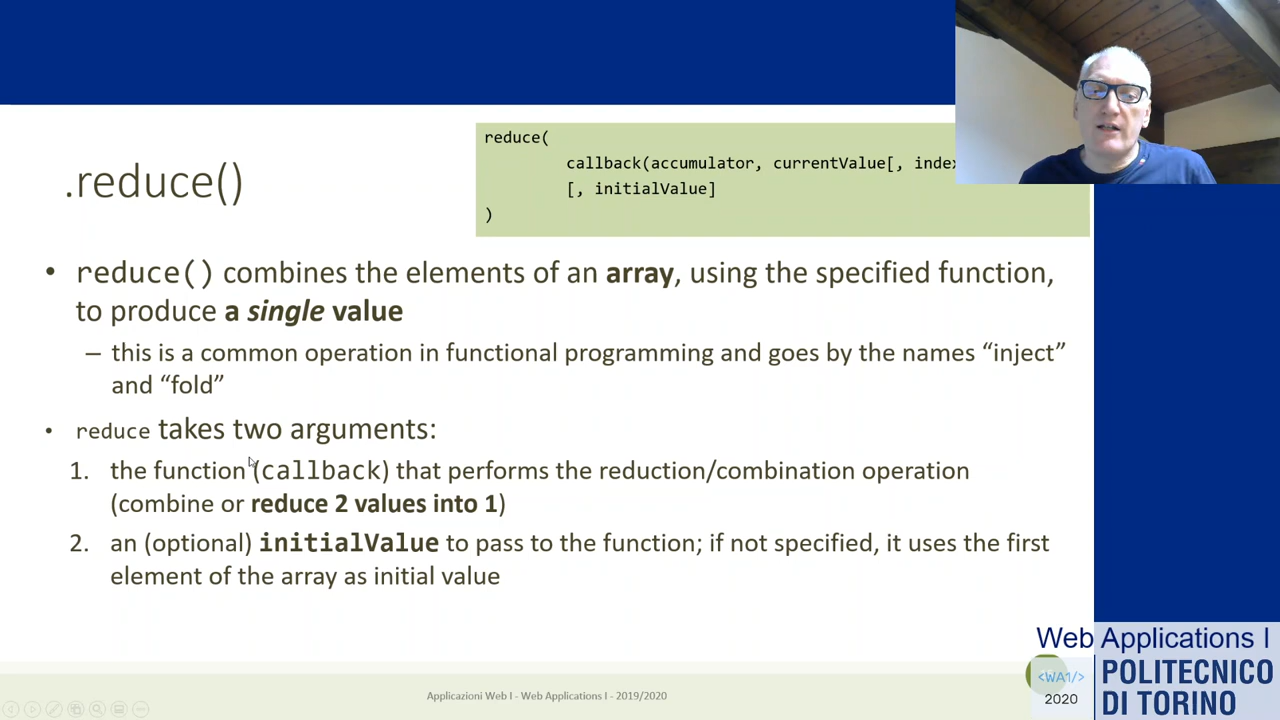 reduce(
callback(accumulator, currentValue[,
[, initialValue]
)
.reduce()
• reduce() combines the elements of an array, using the specified function,
to produce a single value
– this is a common operation in functional programming and goes by the names “inject”
and “fold”
• reduce takes two arguments:
1. the function (callback) that performs the reduction/combination operation
(combine or reduce 2 values into 1)
2. an (optional) initialValue to pass to the function; if not specified, it uses the first
element of the array as initial value
Applicazioni Web I - Web Applications I - 2019/2020
Web Applications I
<WA1/>
2020
POLITECNICO
DI TORINO